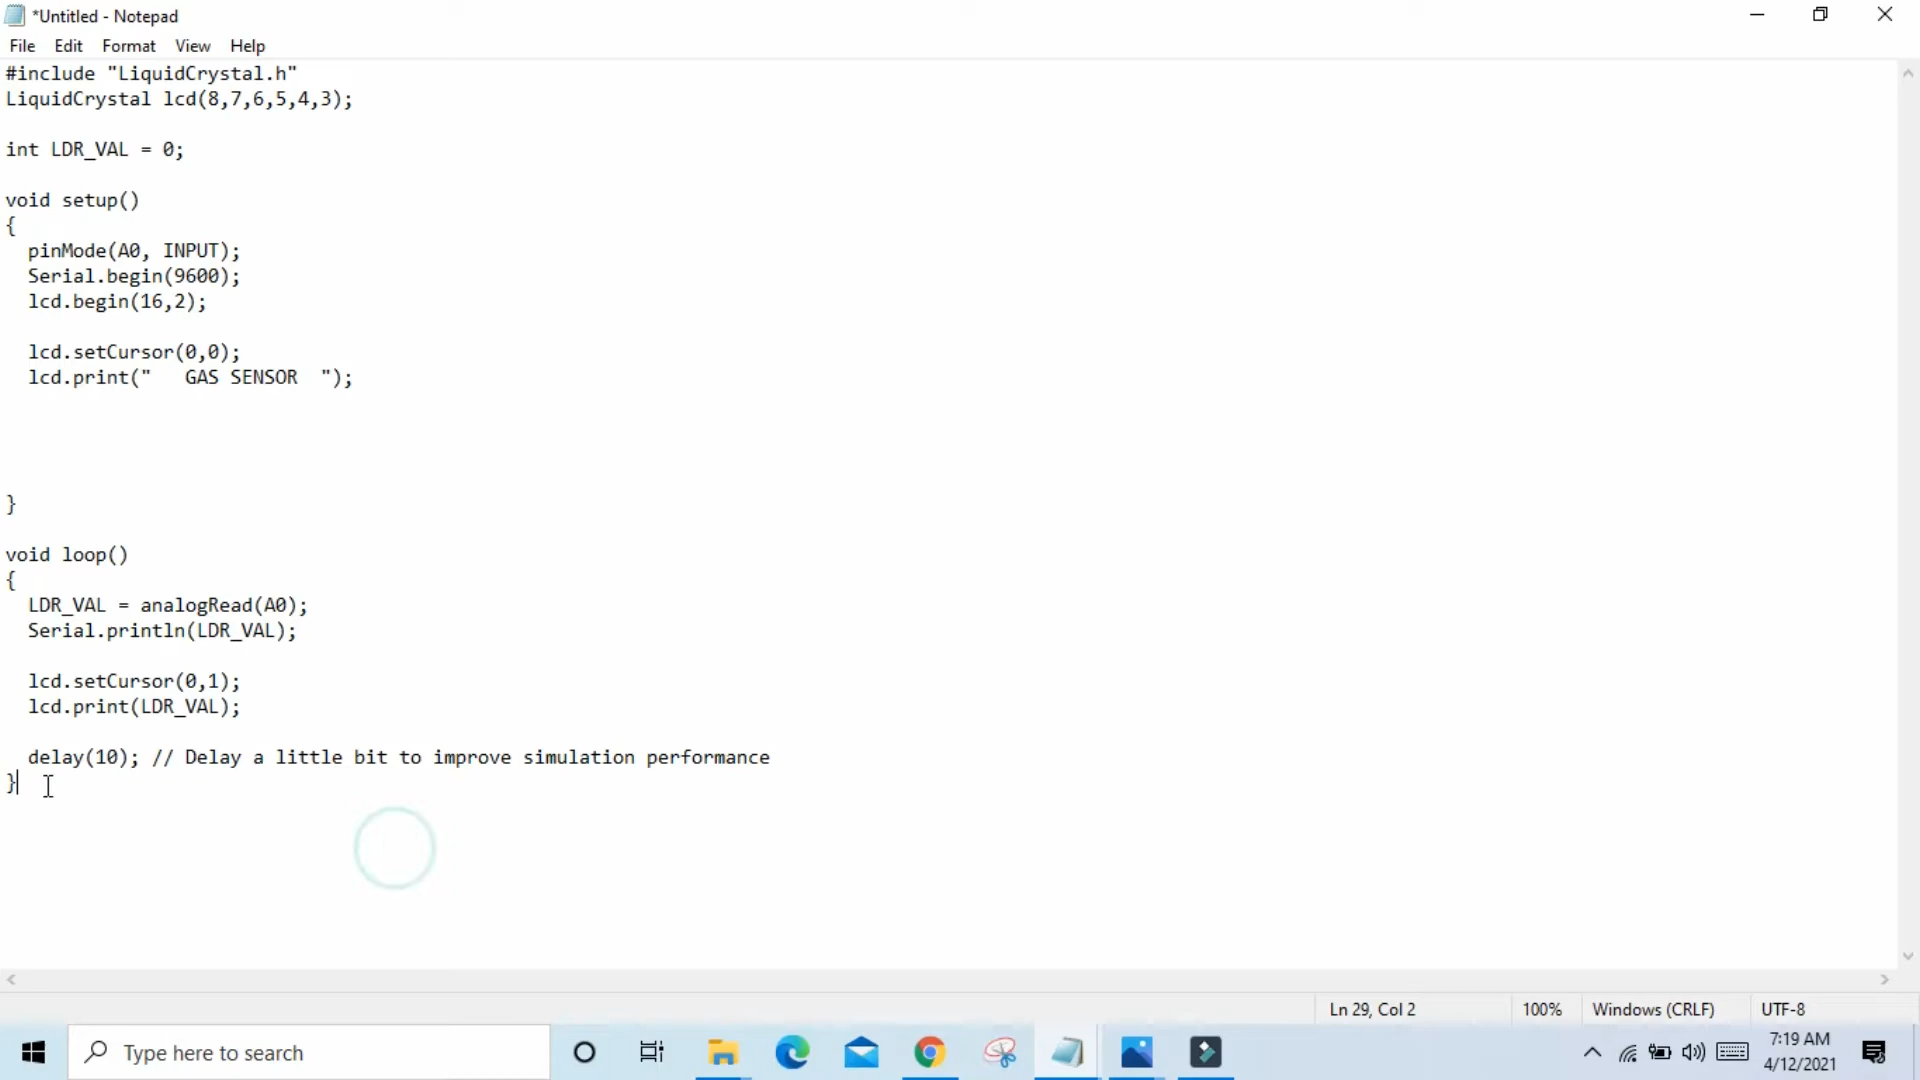 *Untitled - Notepad
File Edit Format View Help
#include "LiquidCrystal.h"
LiquidCrystal lcd(8,7,6,5,4,3);
int LDR_VAL = 0;
void setup()
{
pinMode(A0, INPUT);
Serial.begin(9600);
lcd.begin(16,2);
lcd.setCursor(0,0);
lcd.print("   GAS SENSOR  ");
}
void loop()
{
LDR_VAL = analogRead(A0);
Serial.println(LDR_VAL);
lcd.setCursor(0,1);
lcd.print(LDR_VAL);
delay(10); // Delay a little bit to improve simulation performance
}
Ln 29, Col 2 100% Windows (CRLF) UTF-8
Type here to search
7:19 AM
4/12/2021